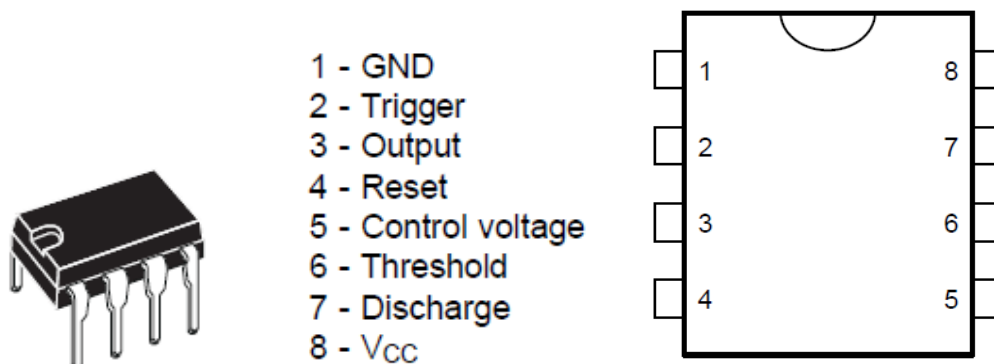 1 - GND
2 - Trigger
3 - Output
4 - Reset
5 - Control voltage
6 - Threshold
7 - Discharge
8 - VCC
1 8
2 7
3 6
4 5